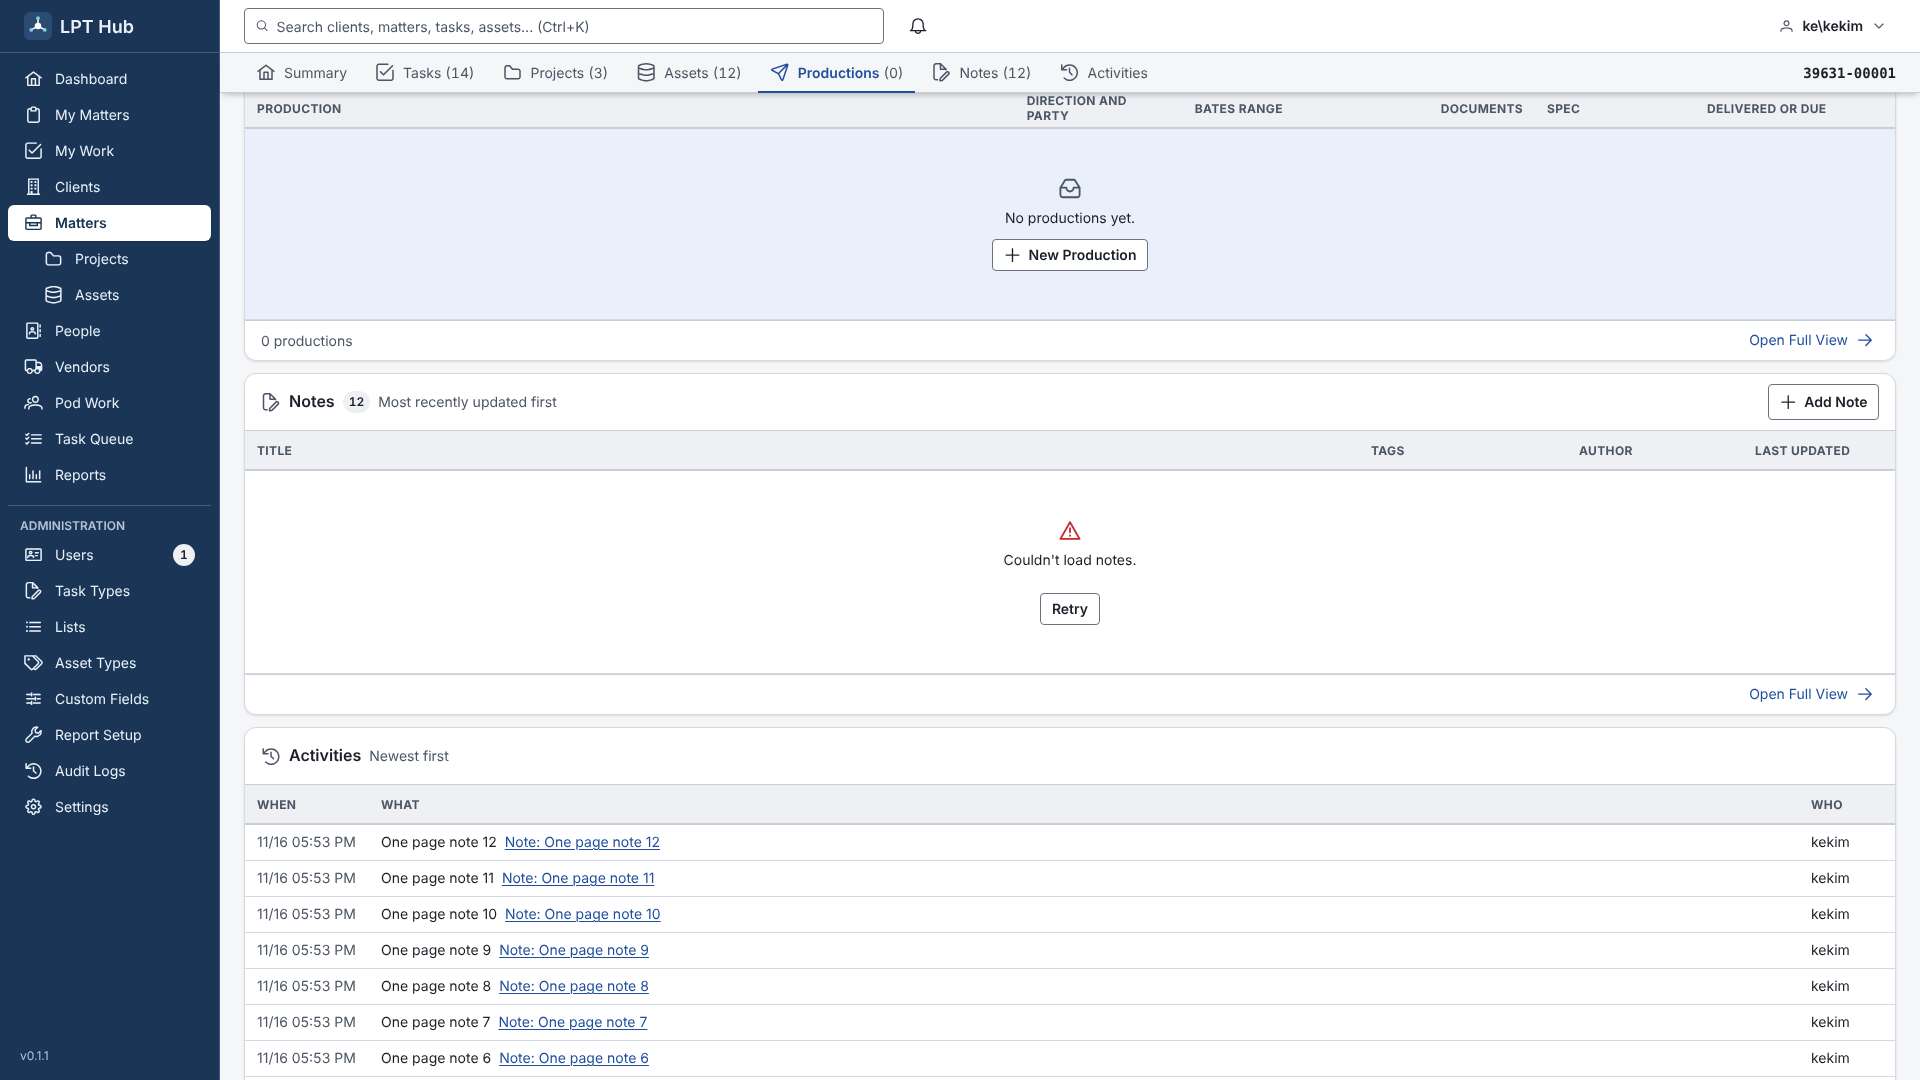 LPT Hub
Search clients, matters, tasks, assets... (Ctrl+K)
ke\kekim
Dashboard
My Matters
My Work
Clients
Matters
Projects
Assets
People
Vendors
Pod Work
Task Queue
Reports
ADMINISTRATION
Users 1
Task Types
Lists
Asset Types
Custom Fields
Report Setup
Audit Logs
Settings
v0.1.1
Summary Tasks (14) Projects (3) Assets (12) Productions (0) Notes (12) Activities 39631-00001
PRODUCTION DIRECTION AND PARTY BATES RANGE DOCUMENTS SPEC DELIVERED OR DUE
No productions yet.
New Production
0 productions Open Full View
Notes 12 Most recently updated first Add Note
TITLE TAGS AUTHOR LAST UPDATED
Couldn't load notes.
Retry
Open Full View
Activities Newest first
WHEN WHAT WHO
11/16 05:53 PM One page note 12 Note: One page note 12 kekim
11/16 05:53 PM One page note 11 Note: One page note 11 kekim
11/16 05:53 PM One page note 10 Note: One page note 10 kekim
11/16 05:53 PM One page note 9 Note: One page note 9 kekim
11/16 05:53 PM One page note 8 Note: One page note 8 kekim
11/16 05:53 PM One page note 7 Note: One page note 7 kekim
11/16 05:53 PM One page note 6 Note: One page note 6 kekim